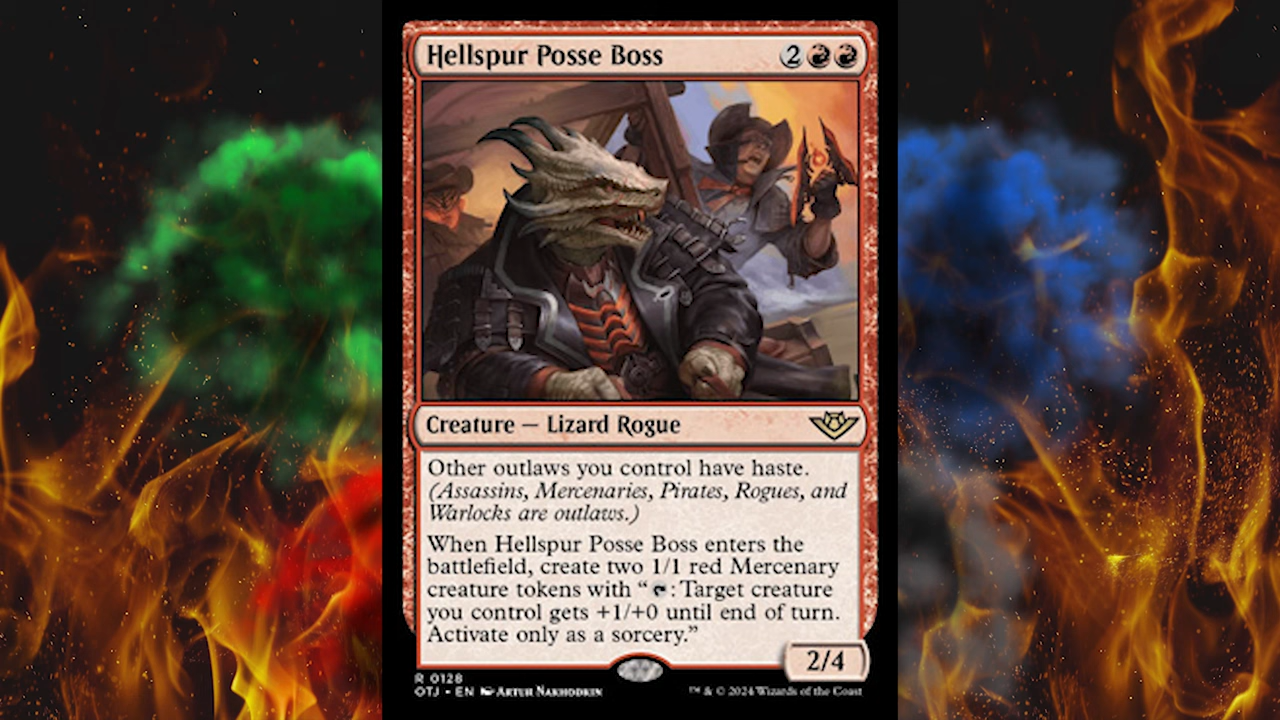 Hellspur Posse Boss 2
Creature — Lizard Rogue
Other outlaws you control have haste.
(Assassins, Mercenaries, Pirates, Rogues, and
Warlocks are outlaws.)
When Hellspur Posse Boss enters the
battlefield, create two 1/1 red Mercenary
creature tokens with “ : Target creature
you control gets +1/+0 until end of turn.
Activate only as a sorcery.”
2/4
R 0128
OTJ • EN Artur Nakhodkin
™ & © 2024 Wizards of the Coast